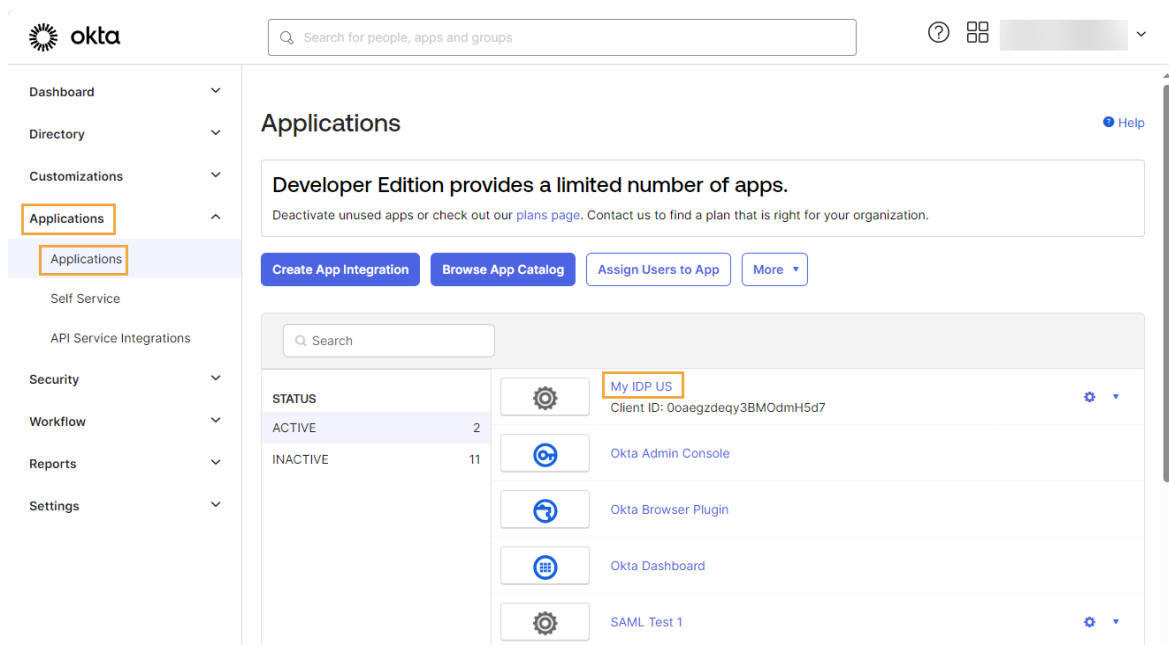 okta
Search for people, apps and groups
Dashboard
Directory
Customizations
Applications
Applications
Self Service
API Service Integrations
Security
Workflow
Reports
Settings
Applications
Help
Developer Edition provides a limited number of apps.
Deactivate unused apps or check out our plans page. Contact us to find a plan that is right for your organization.
Create App Integration
Browse App Catalog
Assign Users to App
More
Search
STATUS
ACTIVE 2
INACTIVE 11
My IDP US
Client ID: 0oaegzdeqy3BMOdmH5d7
Okta Admin Console
Okta Browser Plugin
Okta Dashboard
SAML Test 1